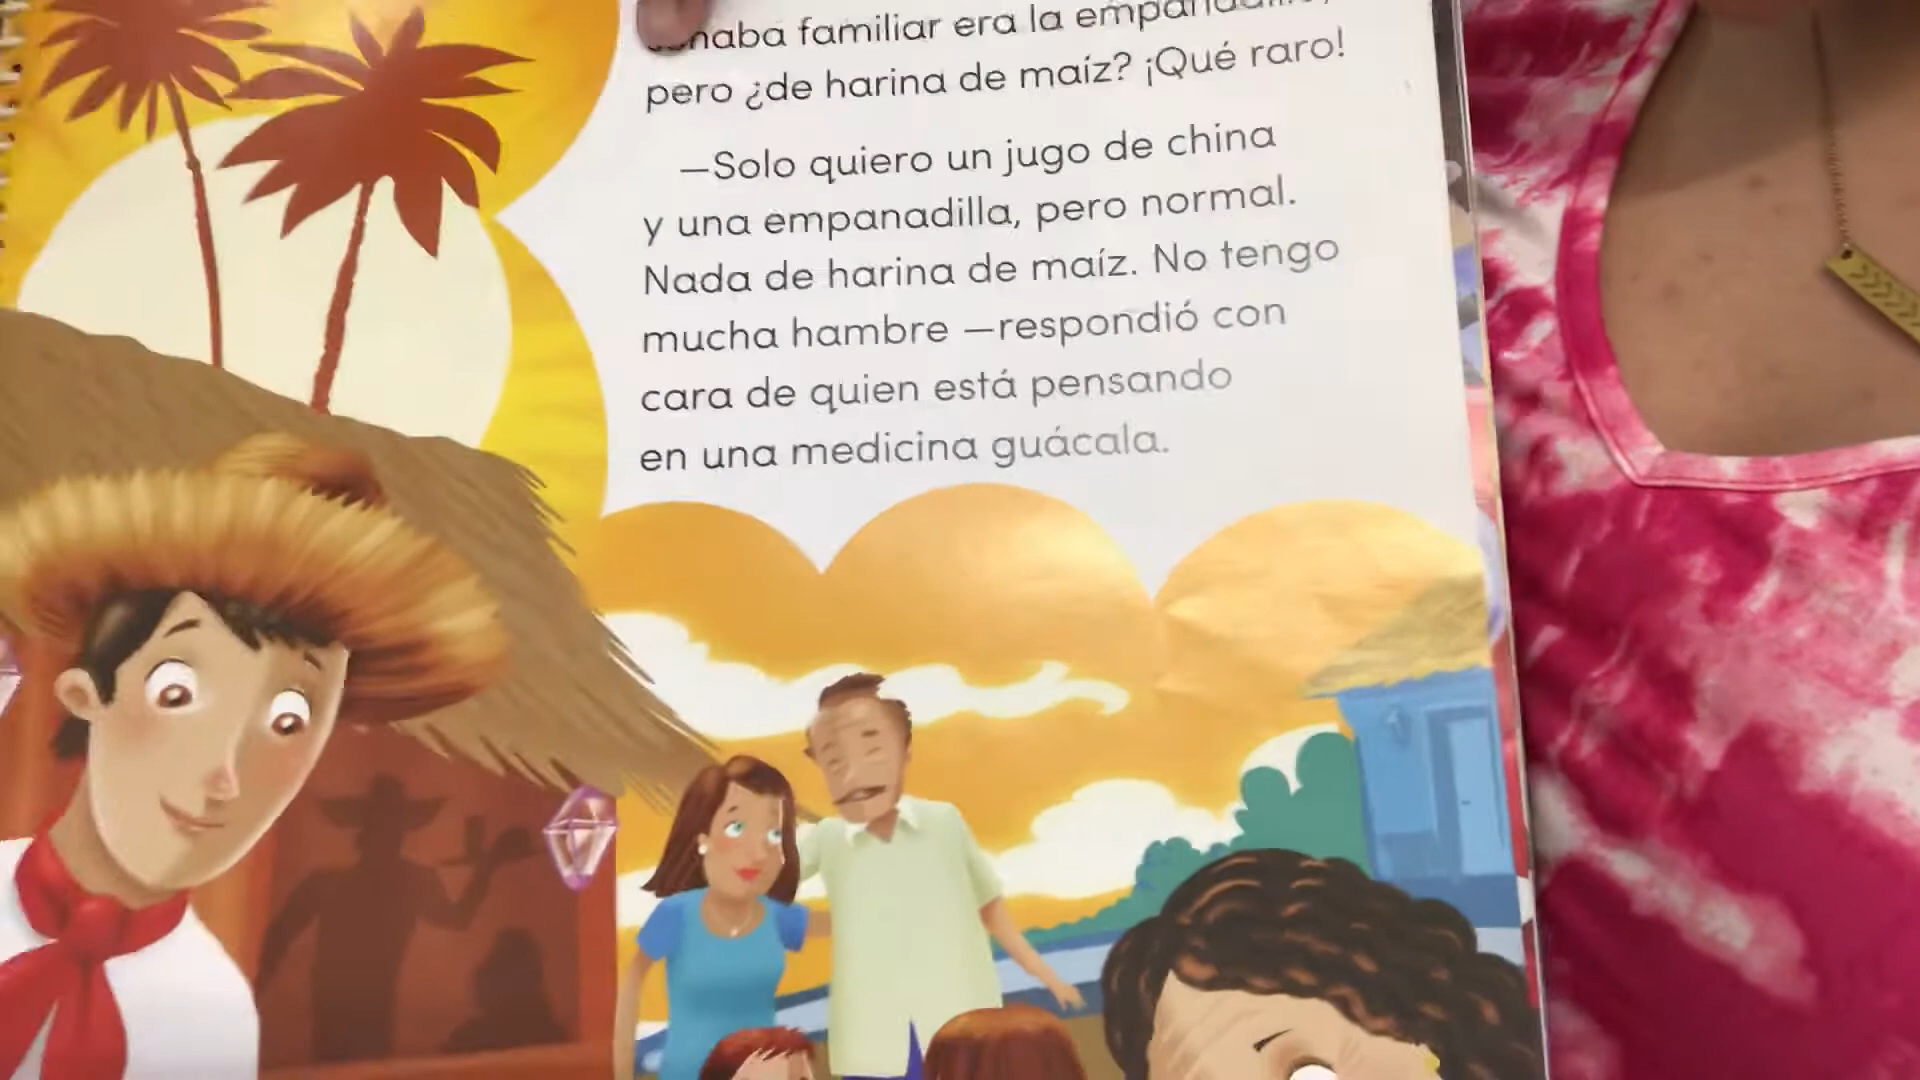 familiar era la
pero ¿de harina de maíz? ¡Qué raro!
—Solo quiero un jugo de china
y una empanadilla, pero normal.
Nada de harina de maíz. No tengo
mucha hambre —respondió con
cara de quien está pensando
en una medicina guácala.